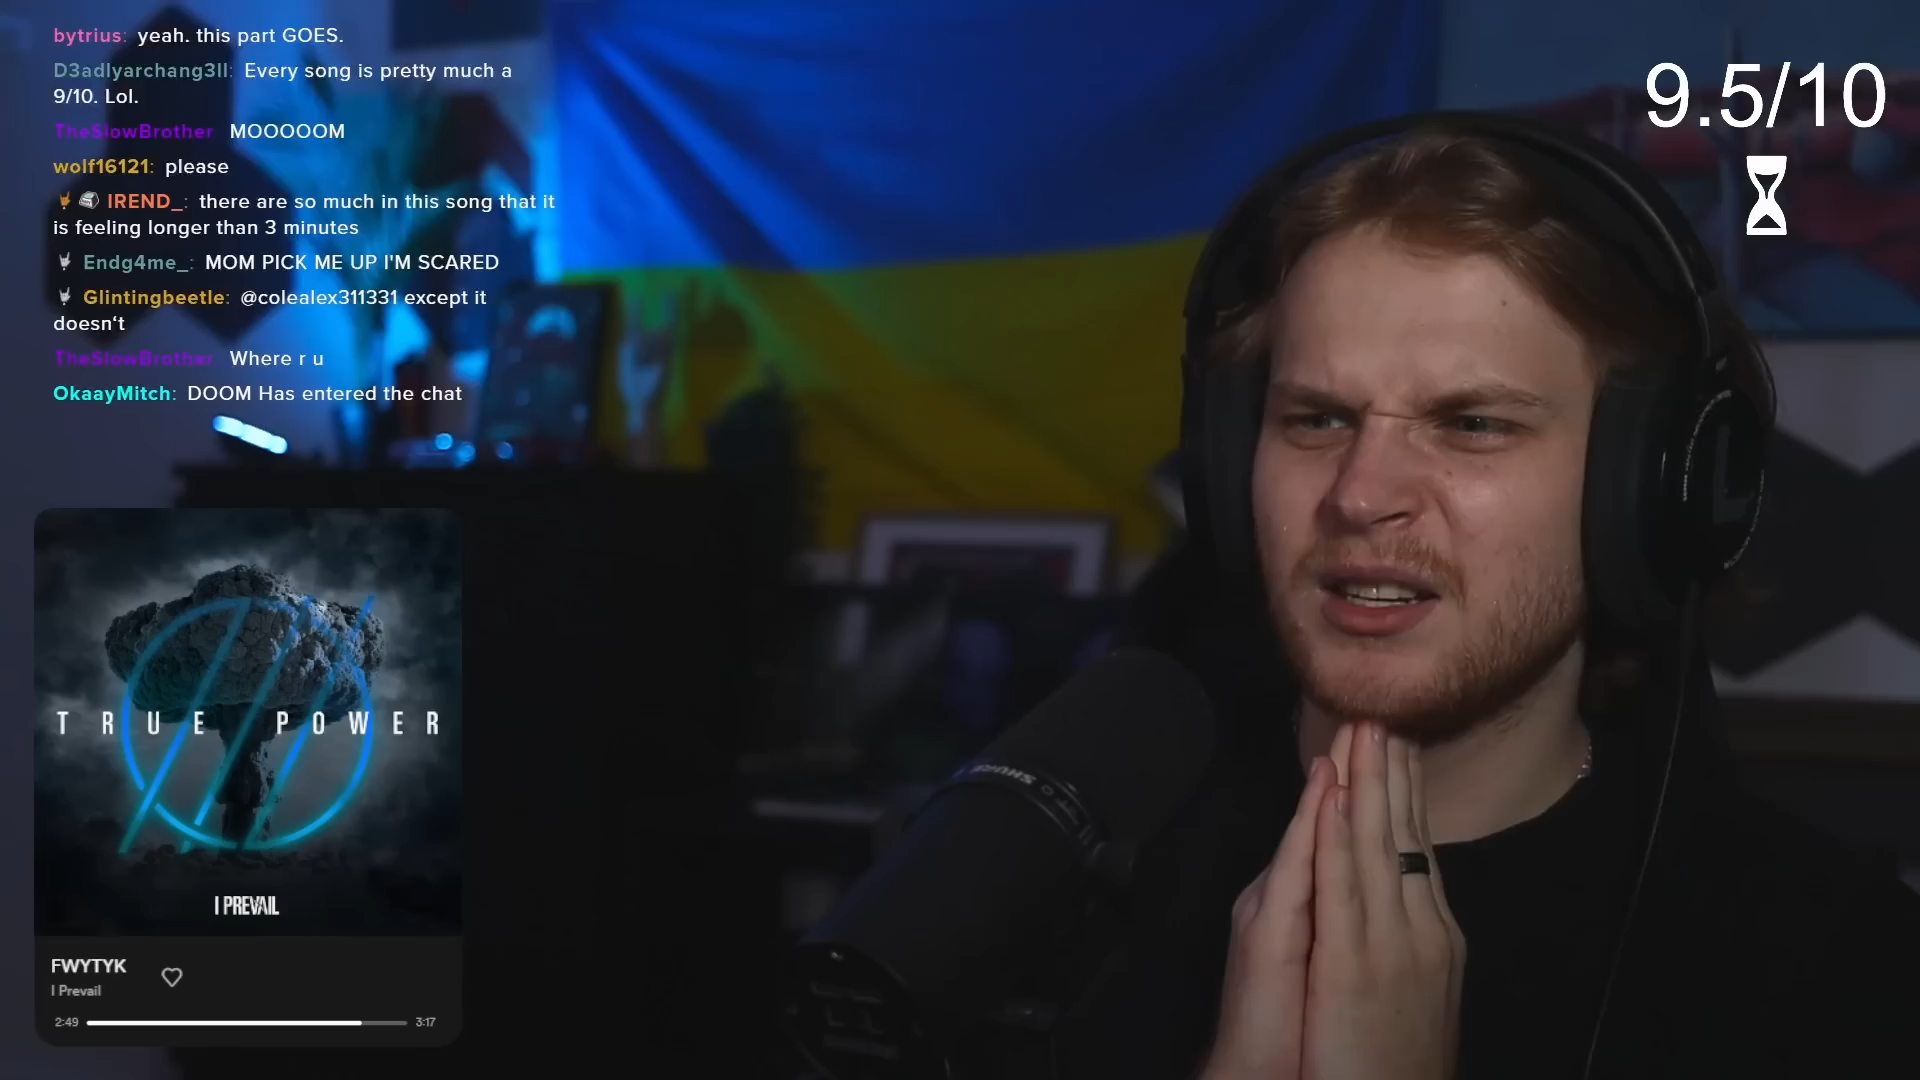 bytrius: yeah. this part GOES.
D3adlyarchang3ll: Every song is pretty much a
9/10. Lol.
TheSlowBrother MOOOOOM
wolf16121: please
IREND_: there are so much in this song that it
is feeling longer than 3 minutes
Endg4me_: MOM PICK ME UP I'M SCARED
Glintingbeetle: @colealex311331 except it
doesn't
TheSlowBrother Where r u
OkaayMitch: DOOM Has entered the chat
9.5/10
TRUE POWER
I PREVAIL
FWYTYK
I Prevail
2:49 3:17
SHURE